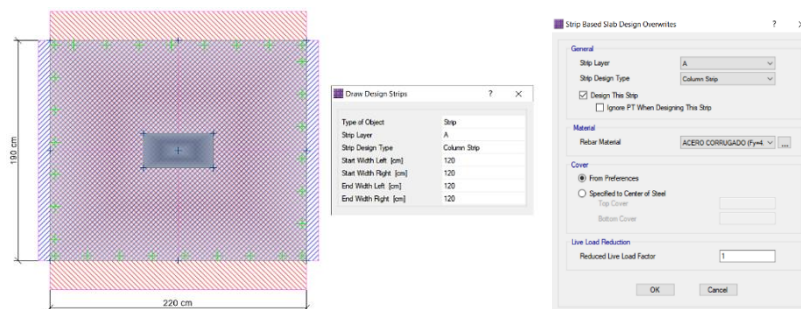 190 cm
220 cm
Draw Design Strips
?
×
Type of Object
Strip
Strip Layer
A
Strip Design Type
Column Strip
Start Width Left [cm]
120
Start Width Right [cm]
120
End Width Left [cm]
120
End Width Right [cm]
120
Strip Based Slab Design Overwrites
?
General
Strip Layer
A
Strip Design Type
Column Strip
Design This Strip
Ignore PT When Designing This Strip
Material
Rebar Material
ACERO CORRUGADO (Fy=4
...
Cover
From Preferences
Specified to Center of Steel
Top Cover
Bottom Cover
Live Load Reduction
Reduced Live Load Factor
1
OK
Cancel